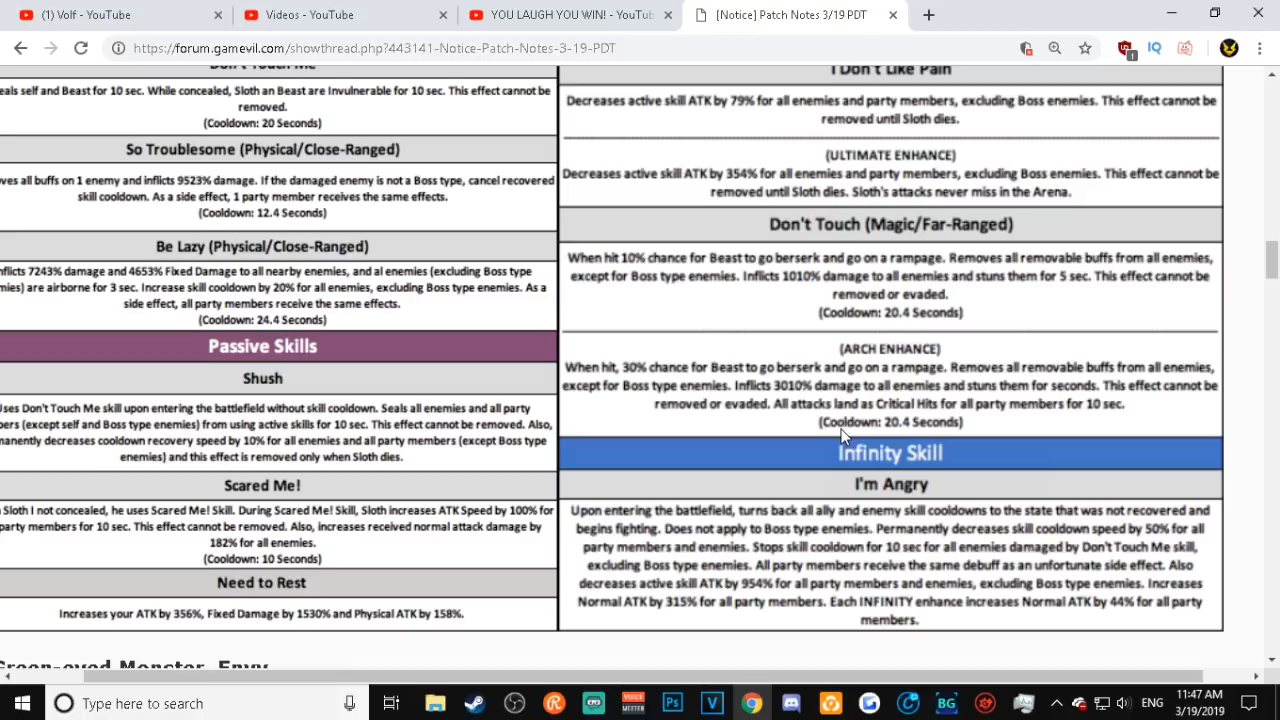 (1) Volf - YouTube
Videos - YouTube
YOU LAUGH YOU WIN! - YouTub
[Notice] Patch Notes 3/19 PDT
https://forum.gamevil.com/showthread.php?443141-Notice-Patch-Notes-3-19-PDT
Don't Touch Me
eals self and Beast for 10 sec. While concealed, Sloth an Beast are Invulnerable for 10 sec. This effect cannot be
removed.
(Cooldown: 20 Seconds)
So Troublesome (Physical/Close-Ranged)
ves all buffs on 1 enemy and inflicts 9523% damage. If the damaged enemy is not a Boss type, cancel recovered
skill cooldown. As a side effect, 1 party member receives the same effects.
(Cooldown: 12.4 Seconds)
Be Lazy (Physical/Close-Ranged)
nflicts 7243% damage and 4653% Fixed Damage to all nearby enemies, and al enemies (excluding Boss type
mies) are airborne for 3 sec. Increase skill cooldown by 20% for all enemies, excluding Boss type enemies. As a
side effect, all party members receive the same effects.
(Cooldown: 24.4 Seconds)
Passive Skills
Shush
Uses Don't Touch Me skill upon entering the battlefield without skill cooldown. Seals all enemies and all party
bers (except self and Boss type enemies) from using active skills for 10 sec. This effect cannot be removed. Also,
manently decreases cooldown recovery speed by 10% for all enemies and all party members (except Boss type
enemies) and this effect is removed only when Sloth dies.
Scared Me!
Sloth I not concealed, he uses Scared Me! Skill. During Scared Me! Skill, Sloth increases ATK Speed by 100% for
party members for 10 sec. This effect cannot be removed. Also, increases received normal attack damage by
182% for all enemies.
(Cooldown: 10 Seconds)
Need to Rest
Increases your ATK by 356%, Fixed Damage by 1530% and Physical ATK by 158%.
I Don't Like Pain
Decreases active skill ATK by 79% for all enemies and party members, excluding Boss enemies. This effect cannot be
removed until Sloth dies.
(ULTIMATE ENHANCE)
Decreases active skill ATK by 354% for all enemies and party members, excluding Boss enemies. This effect cannot be
removed until Sloth dies. Sloth's attacks never miss in the Arena.
Don't Touch (Magic/Far-Ranged)
When hit 10% chance for Beast to go berserk and go on a rampage. Removes all removable buffs from all enemies,
except for Boss type enemies. Inflicts 1010% damage to all enemies and stuns them for 5 sec. This effect cannot be
removed or evaded.
(Cooldown: 20.4 Seconds)
(ARCH ENHANCE)
When hit, 30% chance for Beast to go berserk and go on a rampage. Removes all removable buffs from all enemies,
except for Boss type enemies. Inflicts 3010% damage to all enemies and stuns them for seconds. This effect cannot be
removed or evaded. All attacks land as Critical Hits for all party members for 10 sec.
(Cooldown: 20.4 Seconds)
Infinity Skill
I'm Angry
Upon entering the battlefield, turns back all ally and enemy skill cooldowns to the state that was not recovered and
begins fighting. Does not apply to Boss type enemies. Permanently decreases skill cooldown speed by 50% for all
party members and enemies. Stops skill cooldown for 10 sec for all enemies damaged by Don't Touch Me skill,
excluding Boss type enemies. All party members receive the same debuff as an unfortunate side effect. Also
decreases active skill ATK by 954% for all party members and enemies, excluding Boss type enemies. Increases
Normal ATK by 315% for all party members. Each INFINITY enhance increases Normal ATK by 44% for all party
members.
Green-eyed Monster, Envy
Type here to search
VOICE
MEETER
Ps
V
BG
ENG
11:47 AM
3/19/2019